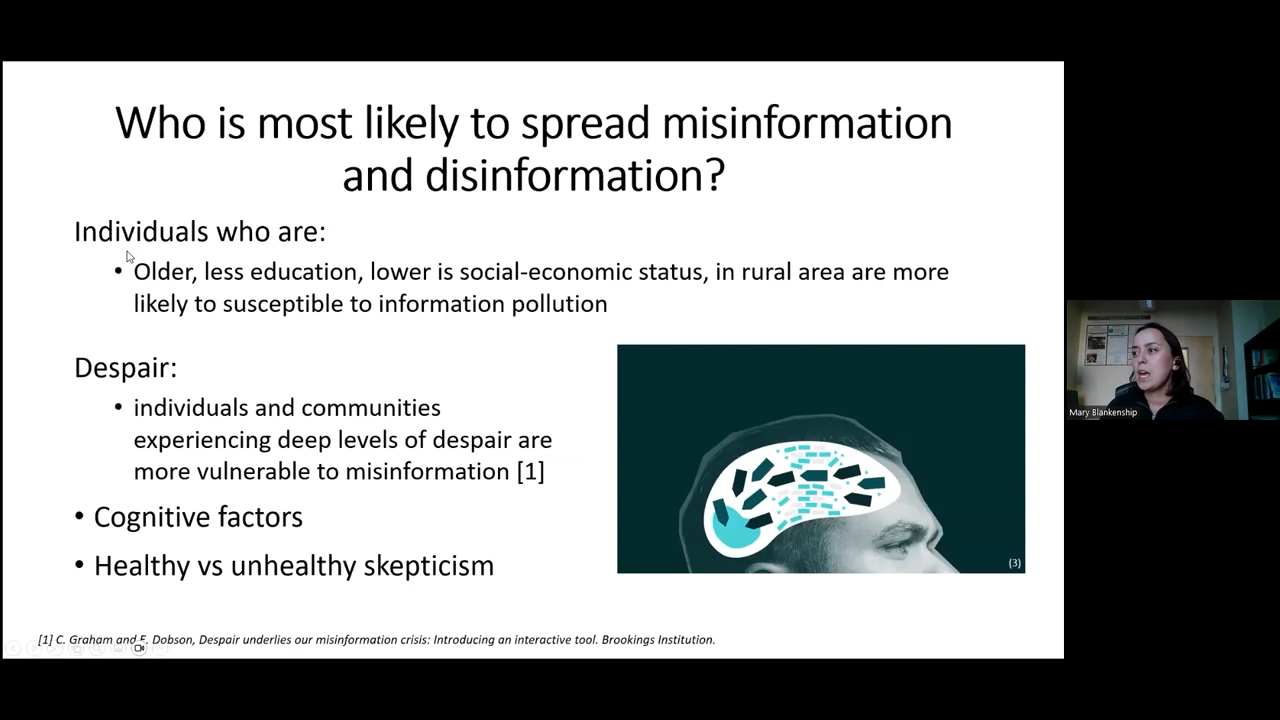 Who is most likely to spread misinformation
and disinformation?
Individuals who are:
• Older, less education, lower is social-economic status, in rural area are more
likely to susceptible to information pollution
Despair:
• individuals and communities
experiencing deep levels of despair are
more vulnerable to misinformation [1]
• Cognitive factors
• Healthy vs unhealthy skepticism
(3)
[1] C. Graham and E. Dobson, Despair underlies our misinformation crisis: Introducing an interactive tool. Brookings Institution.
Mary Blankenship